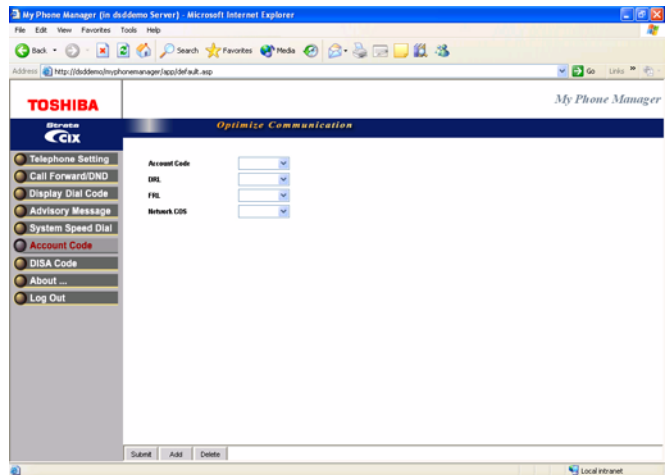 My Phone Manager (in dsddemo Server) - Microsoft Internet Explorer
File Edit View Favorites Tools Help
Back Search Favorites Media
Address http://dsddemo/myphonemanager/app/default.asp Go Links »
TOSHIBA
My Phone Manager
Strata
CIX
Optimize Communication
Telephone Setting
Call Forward/DND
Display Dial Code
Advisory Message
System Speed Dial
Account Code
DISA Code
About ...
Log Out
Account Code
DRL
FRL
Network COS
Submit Add Delete
Local intranet